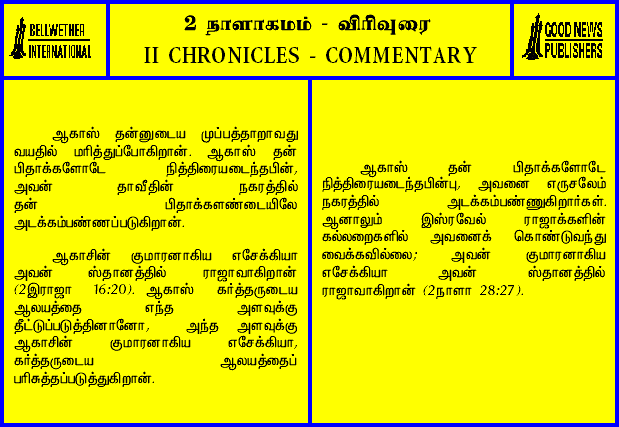 BELLWETHER
INTERNATIONAL
2 நாளாகமம் - விரிவுரை
II CHRONICLES - COMMENTARY
GOOD NEWS
PUBLISHERS
ஆகாஸ் தன்னுடைய முப்பத்தாறாவது
வயதில் மரித்துப்போகிறான். ஆகாஸ் தன்
பிதாக்களோடே நித்திரையடைந்தபின்,
அவன் தாவீதின் நகரத்தில்
தன் பிதாக்களண்டையிலே
அடக்கம்பண்ணப்படுகிறான்.
ஆகாசின் குமாரனாகிய எசேக்கியா
அவன் ஸ்தானத்தில் ராஜாவாகிறான்
(2இராஜா 16:20). ஆகாஸ் கர்த்தருடைய
ஆலயத்தை எந்த அளவுக்கு
தீட்டுப்படுத்தினானோ, அந்த அளவுக்கு
ஆகாசின் குமாரனாகிய எசேக்கியா,
கர்த்தருடைய ஆலயத்தைப்
பரிசுத்தப்படுத்துகிறான்.
ஆகாஸ் தன் பிதாக்களோடே
நித்திரையடைந்தபின்பு, அவனை எருசலேம்
நகரத்தில் அடக்கம்பண்ணுகிறார்கள்.
ஆனாலும் இஸ்ரவேல் ராஜாக்களின்
கல்லறைகளில் அவனைக் கொண்டுவந்து
வைக்கவில்லை; அவன் குமாரனாகிய
எசேக்கியா அவன் ஸ்தானத்தில்
ராஜாவாகிறான் (2நாளா 28:27).